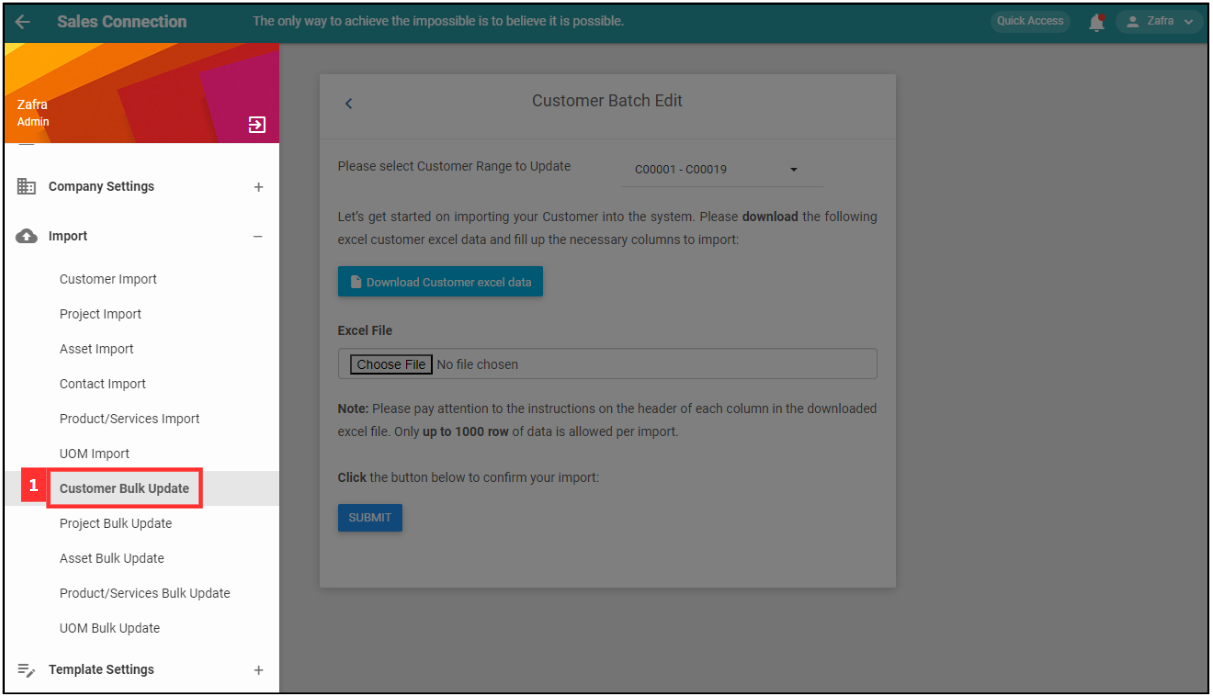 Sales Connection
The only way to achieve the impossible is to believe it is possible.
Quick Access
Zafra
Zafra
Admin
Company Settings
Import
Customer Import
Project Import
Asset Import
Contact Import
Product/Services Import
UOM Import
1
Customer Bulk Update
Project Bulk Update
Asset Bulk Update
Product/Services Bulk Update
UOM Bulk Update
Template Settings
Customer Batch Edit
Please select Customer Range to Update
C00001 - C00019
Let's get started on importing your Customer into the system. Please download the following
excel customer excel data and fill up the necessary columns to import:
Download Customer excel data
Excel File
Choose File No file chosen
Note: Please pay attention to the instructions on the header of each column in the downloaded
excel file. Only up to 1000 row of data is allowed per import.
Click the button below to confirm your import:
SUBMIT